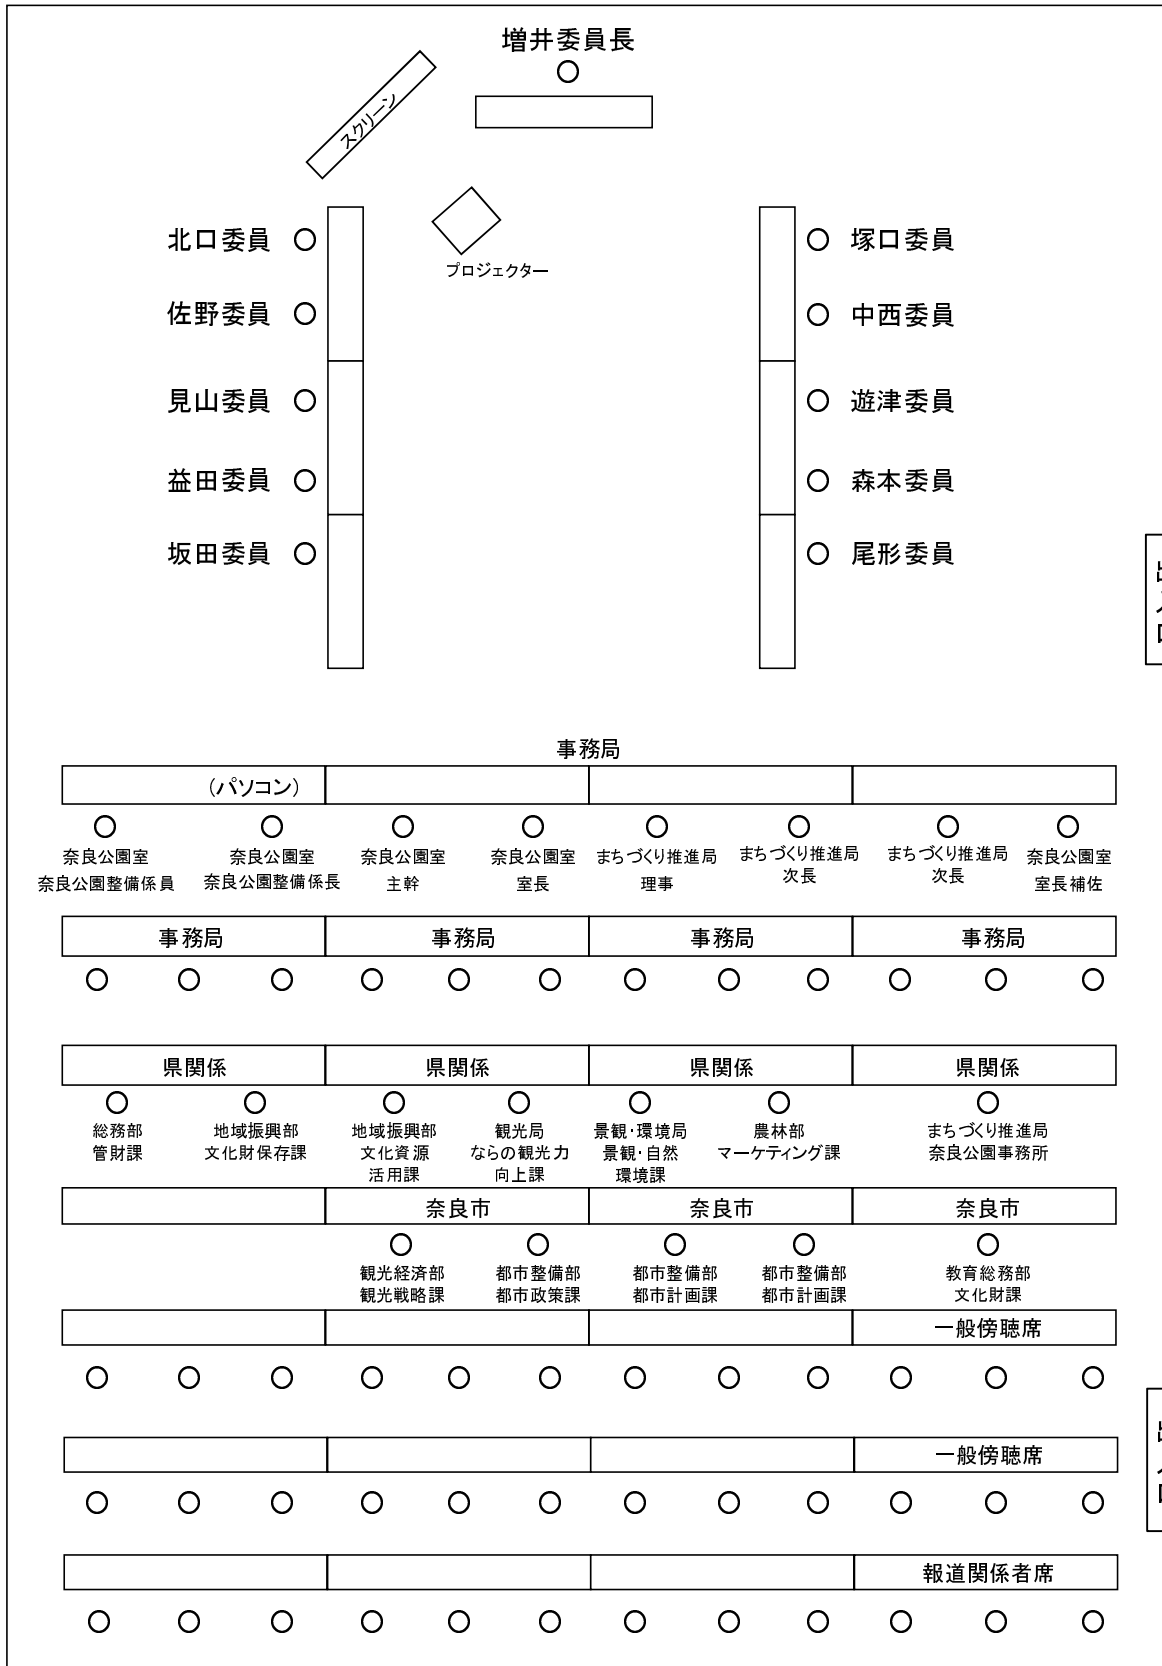 増井委員長
スクリーン
プロジェクター
北口委員
塚口委員
佐野委員
中西委員
見山委員
遊津委員
益田委員
森本委員
坂田委員
尾形委員
出入口
事務局
(パソコン)
奈良公園室
奈良公園整備係員
奈良公園室
奈良公園整備係長
奈良公園室
主幹
奈良公園室
室長
まちづくり推進局
理事
まちづくり推進局
次長
まちづくり推進局
次長
奈良公園室
室長補佐
事務局
事務局
事務局
事務局
県関係
県関係
県関係
県関係
総務部
管財課
地域振興部
文化財保存課
地域振興部
文化資源
活用課
観光局
ならの観光力
向上課
景観・環境局
景観・自然
環境課
農林部
マーケティング課
まちづくり推進局
奈良公園事務所
奈良市
奈良市
奈良市
観光経済部
観光戦略課
都市整備部
都市政策課
都市整備部
都市計画課
都市整備部
都市計画課
教育総務部
文化財課
一般傍聴席
一般傍聴席
出入口
報道関係者席